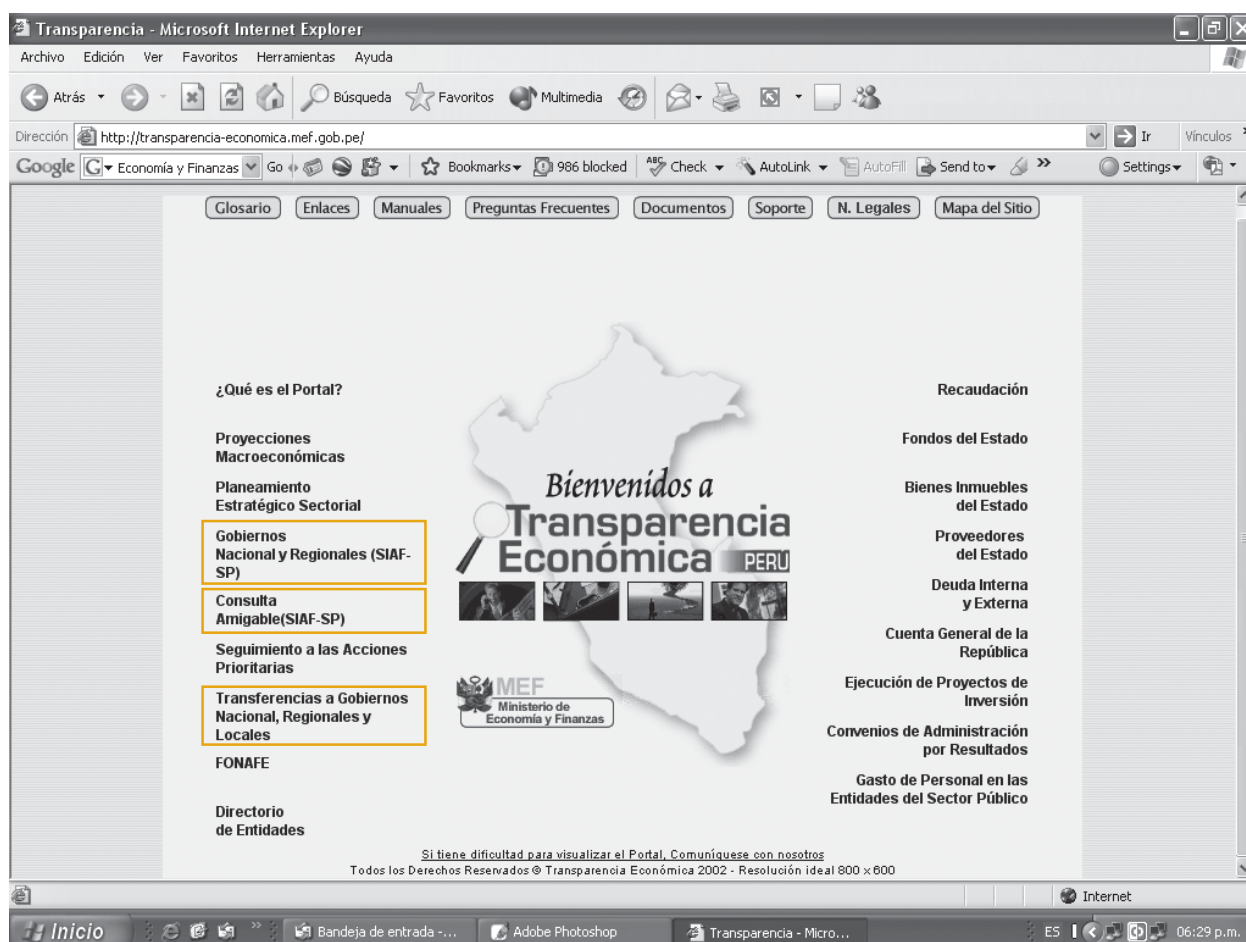 Transparencia - Microsoft Internet Explorer
Archivo Edición Ver Favoritos Herramientas Ayuda
Atrás Búsqueda Favoritos Multimedia
Dirección http://transparencia-economica.mef.gob.pe/ Ir Vínculos
Google G Economía y Finanzas Go Bookmarks 986 blocked ABC Check AutoLink AutoFill Send to Settings
Glosario Enlaces Manuales Preguntas Frecuentes Documentos Soporte N. Legales Mapa del Sitio
¿Qué es el Portal?
Proyecciones
Macroeconómicas
Planeamiento
Estratégico Sectorial
Gobiernos
Nacional y Regionales (SIAF-
SP)
Consulta
Amigable(SIAF-SP)
Seguimiento a las Acciones
Prioritarias
Transferencias a Gobiernos
Nacional, Regionales y
Locales
FONAFE
Directorio
de Entidades
Bienvenidos a
Transparencia
Económica PERU
MEF
Ministerio de
Economía y Finanzas
Recaudación
Fondos del Estado
Bienes Inmuebles
del Estado
Proveedores
del Estado
Deuda Interna
y Externa
Cuenta General de la
República
Ejecución de Proyectos de
Inversión
Convenios de Administración
por Resultados
Gasto de Personal en las
Entidades del Sector Público
Si tiene dificultad para visualizar el Portal, Comuníquese con nosotros
Todos los Derechos Reservados @ Transparencia Económica 2002 - Resolución ideal 800 x 600
Internet
Inicio Bandeja de entrada -... Adobe Photoshop Transparencia - Micro... ES 06:29 p.m.